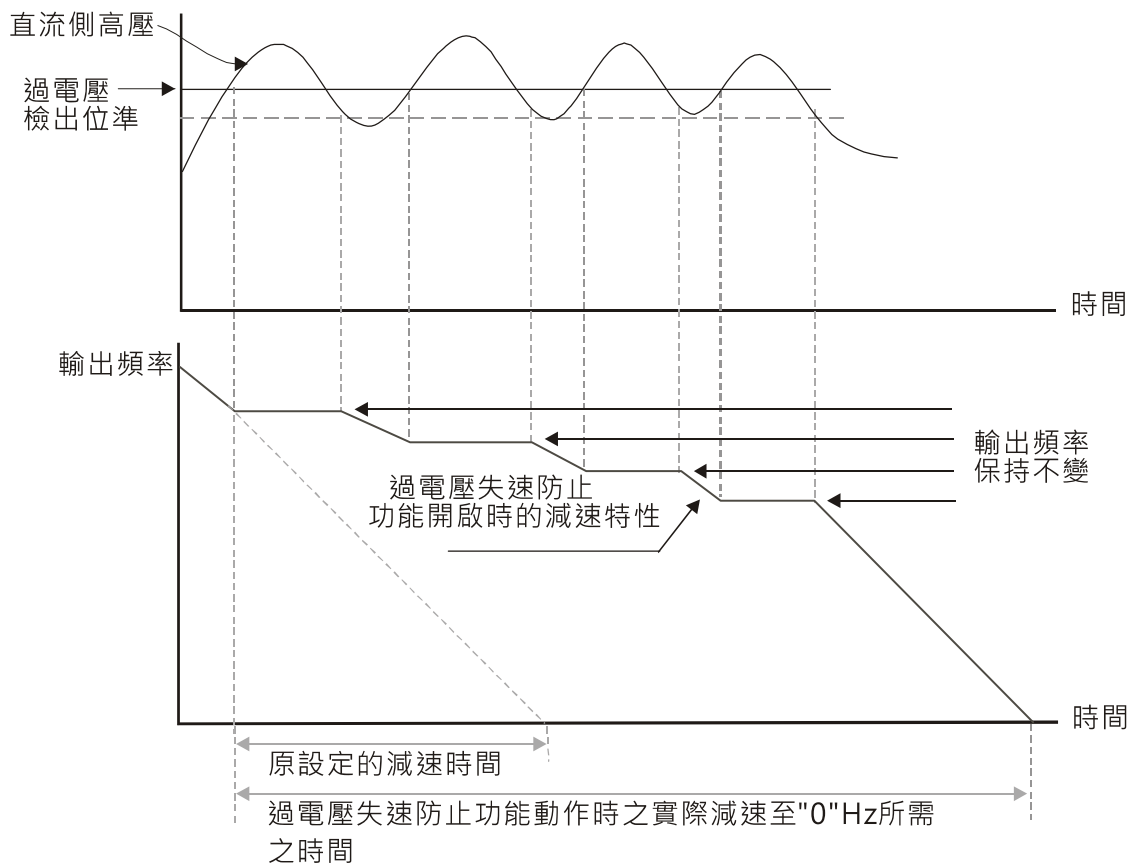 直流側高壓
過電壓
檢出位準
時間
輸出頻率
輸出頻率
保持不變
過電壓失速防止
功能開啟時的減速特性
時間
原設定的減速時間
過電壓失速防止功能動作時之實際減速至"0"Hz所需
之時間